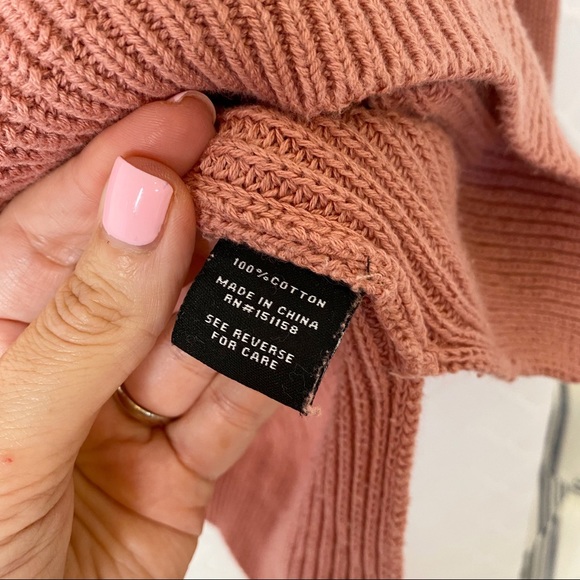 100% COTTON
MADE IN CHINA
RN#151158
SEE REVERSE
FOR CARE